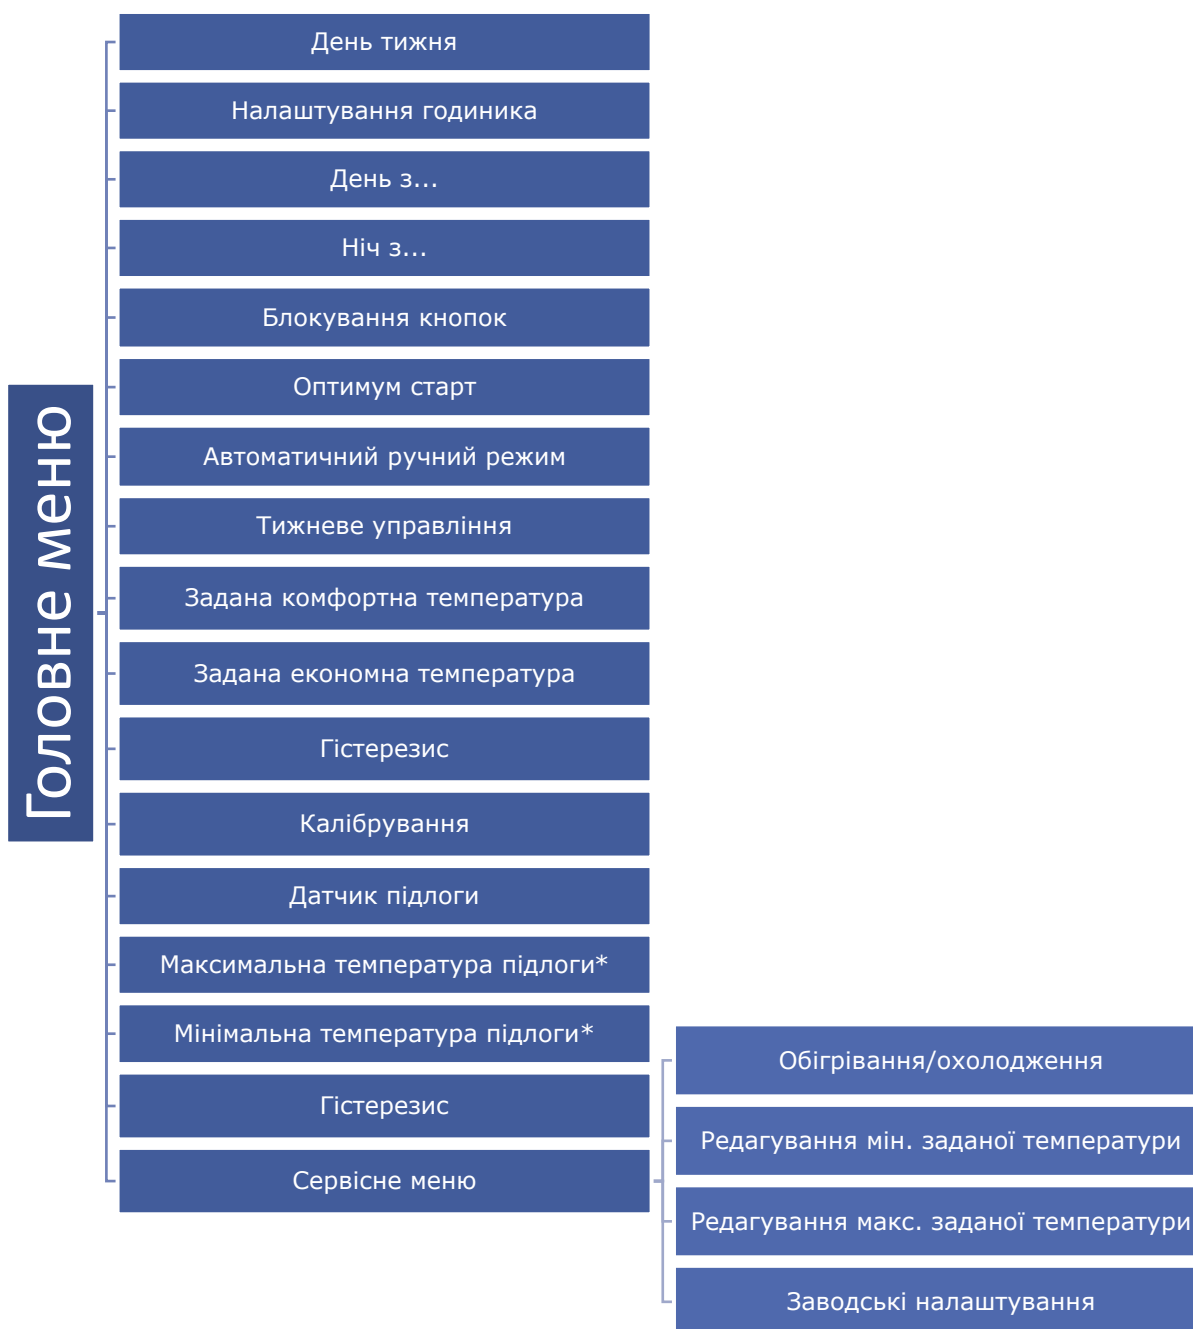 Головне меню
День тижня
Налаштування годиника
День з...
Ніч з...
Блокування кнопок
Оптимум старт
Автоматичний ручний режим
Тижневе управління
Задана комфортна температура
Задана економна температура
Гістерезис
Калібрування
Датчик підлоги
Максимальна температура підлоги*
Мінімальна температура підлоги*
Гістерезис
Сервісне меню
Обігрівання/охолодження
Редагування мін. заданої температури
Редагування макс. заданої температури
Заводські налаштування